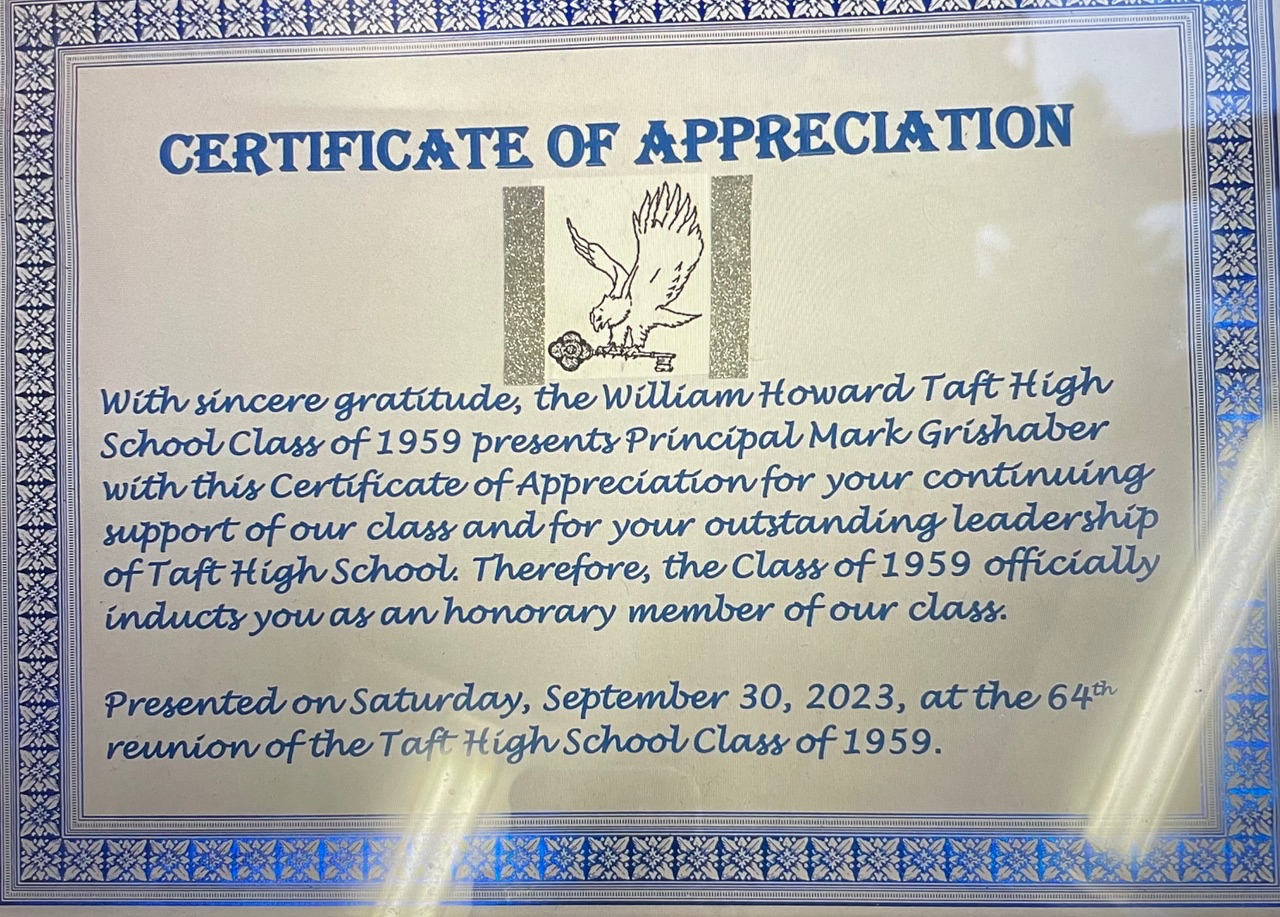 CERTIFICATE OF APPRECIATION
With sincere gratitude, the William Howard Taft High
School Class of 1959 presents Principal Mark Grishaber
with this Certificate of Appreciation for your continuing
support of our class and for your outstanding leadership
of Taft High School. Therefore, the Class of 1959 officially
inducts you as an honorary member of our class.
Presented on Saturday, September 30, 2023, at the 64th
reunion of the Taft High School Class of 1959.